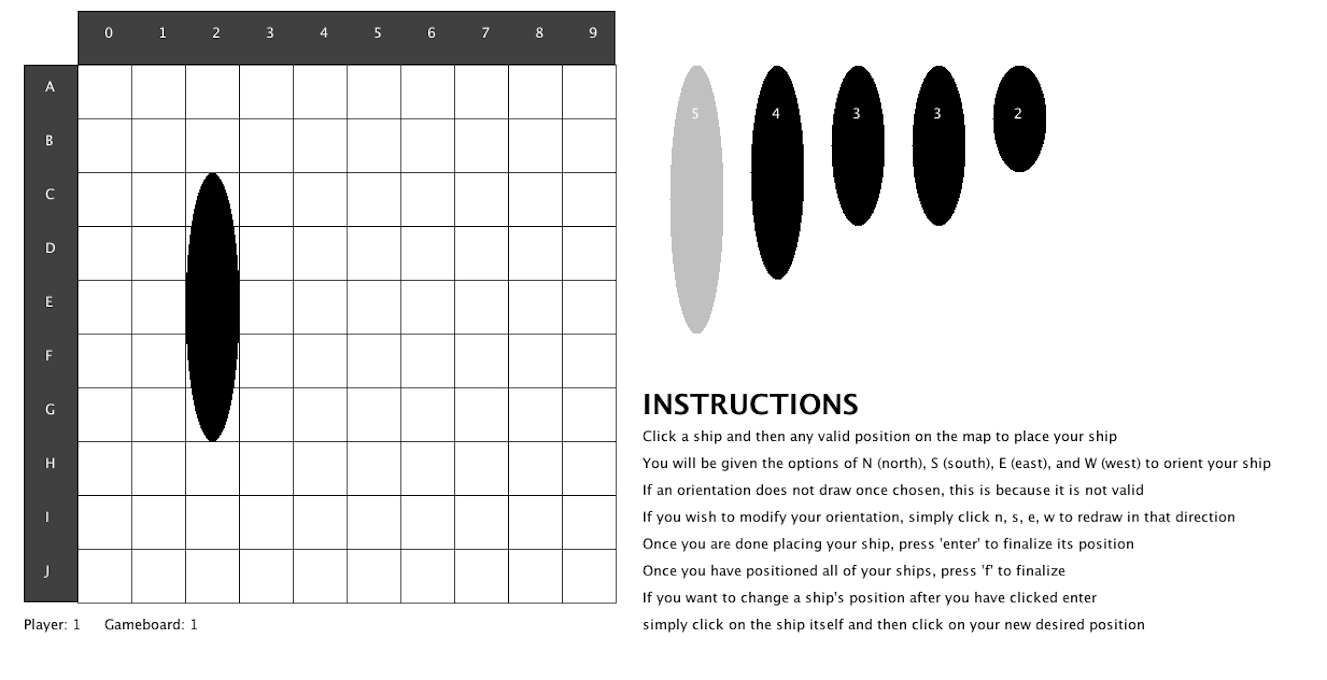 0 1 2 3 4 5 6 7 8 9
A
B
C
D
E
F
G
H
I
J
Player: 1 Gameboard: 1
5 4 3 3 2
INSTRUCTIONS
Click a ship and then any valid position on the map to place your ship
You will be given the options of N (north), S (south), E (east), and W (west) to orient your ship
If an orientation does not draw once chosen, this is because it is not valid
If you wish to modify your orientation, simply click n, s, e, w to redraw in that direction
Once you are done placing your ship, press 'enter' to finalize its position
Once you have positioned all of your ships, press 'f' to finalize
If you want to change a ship's position after you have clicked enter
simply click on the ship itself and then click on your new desired position